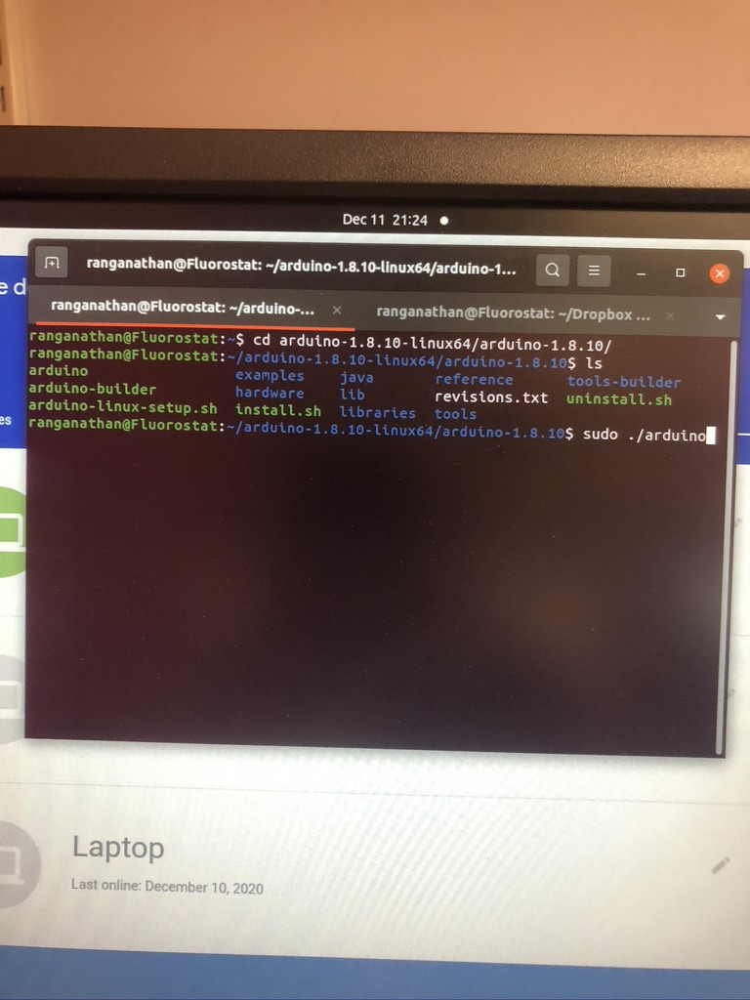 Dec 11 21:24
ranganathan@Fluorostat: ~/arduino-1.8.10-linux64/arduino-1...
ranganathan@Fluorostat: ~/arduino-...
ranganathan@Fluorostat: ~/Dropbox ...
ranganathan@Fluorostat:~$ cd arduino-1.8.10-linux64/arduino-1.8.10/
ranganathan@Fluorostat:~/arduino-1.8.10-linux64/arduino-1.8.10$ ls
arduino examples java reference tools-builder
arduino-builder hardware lib revisions.txt uninstall.sh
arduino-linux-setup.sh install.sh libraries tools
ranganathan@Fluorostat:~/arduino-1.8.10-linux64/arduino-1.8.10$ sudo ./arduino
Laptop
Last online: December 10, 2020